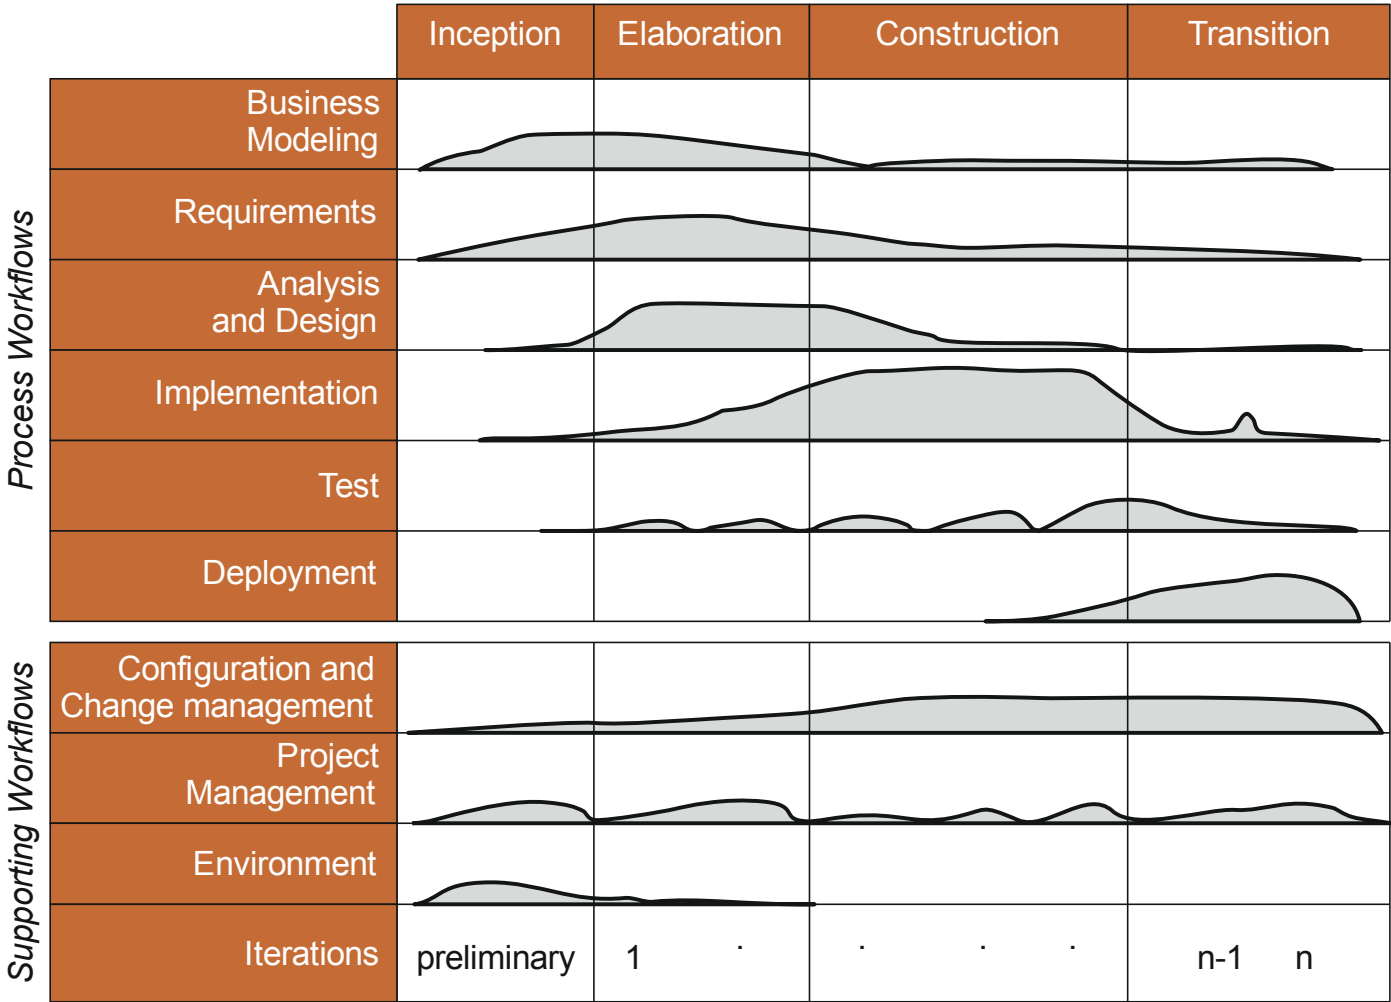 Inception Elaboration Construction Transition
Process Workflows
Business
Modeling
Requirements
Analysis
and Design
Implementation
Test
Deployment
Supporting Workflows
Configuration and
Change management
Project
Management
Environment
Iterations preliminary 1 . . . . n-1 n